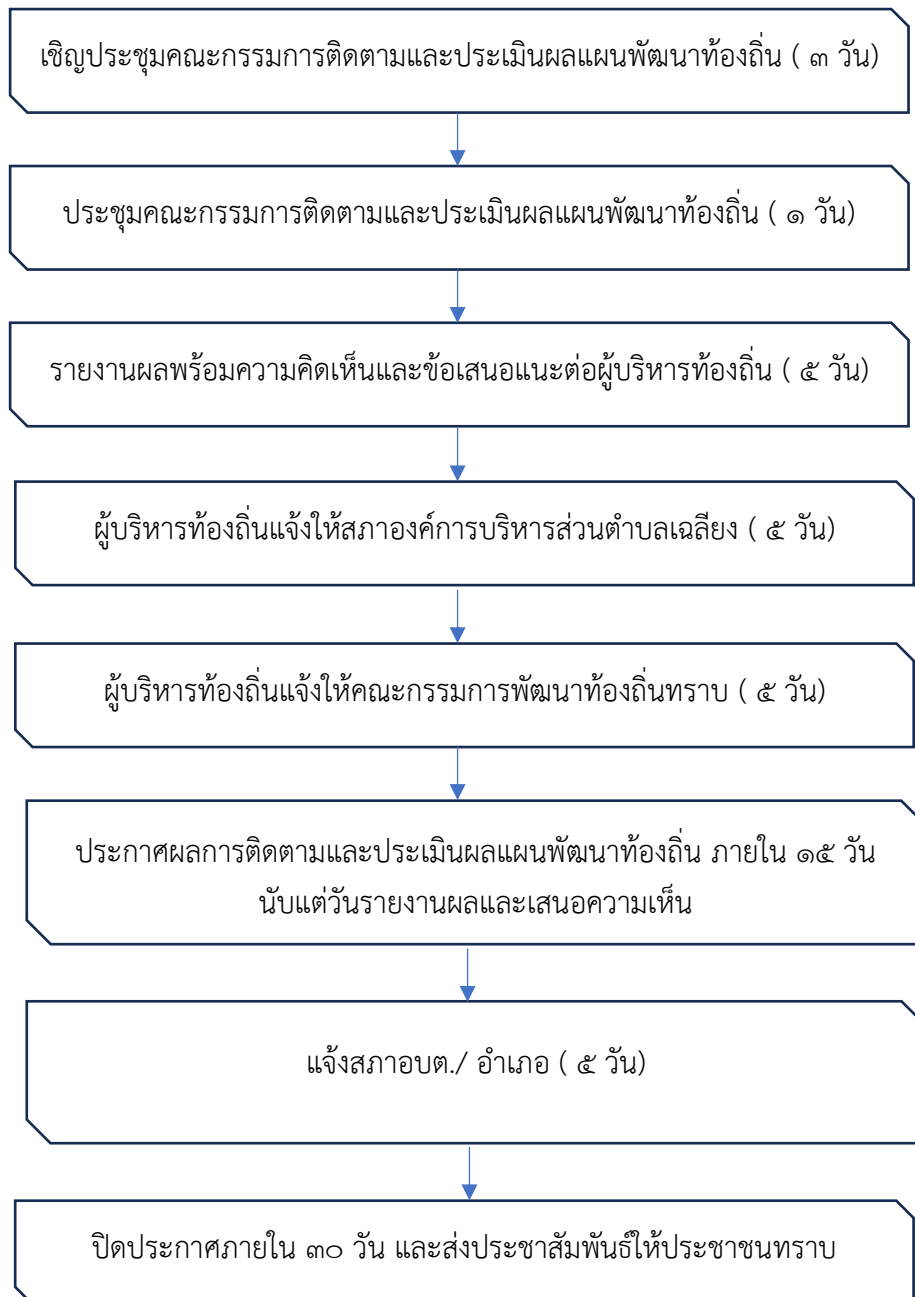 เชิญประชุมคณะกรรมการติดตามและประเมินผลแผนพัฒนาท้องถิ่น ( ๓ วัน)
ประชุมคณะกรรมการติดตามและประเมินผลแผนพัฒนาท้องถิ่น ( ๑ วัน)
รายงานผลพร้อมความคิดเห็นและข้อเสนอแนะต่อผู้บริหารท้องถิ่น ( ๕ วัน)
ผู้บริหารท้องถิ่นแจ้งให้สภาองค์การบริหารส่วนตำบลเฉลียง ( ๕ วัน)
ผู้บริหารท้องถิ่นแจ้งให้คณะกรรมการพัฒนาท้องถิ่นทราบ ( ๕ วัน)
ประกาศผลการติดตามและประเมินผลแผนพัฒนาท้องถิ่น ภายใน ๑๕ วัน
นับแต่วันรายงานผลและเสนอความเห็น
แจ้งสภาอบต./ อำเภอ ( ๕ วัน)
ปิดประกาศภายใน ๓๐ วัน และส่งประชาสัมพันธ์ให้ประชาชนทราบ